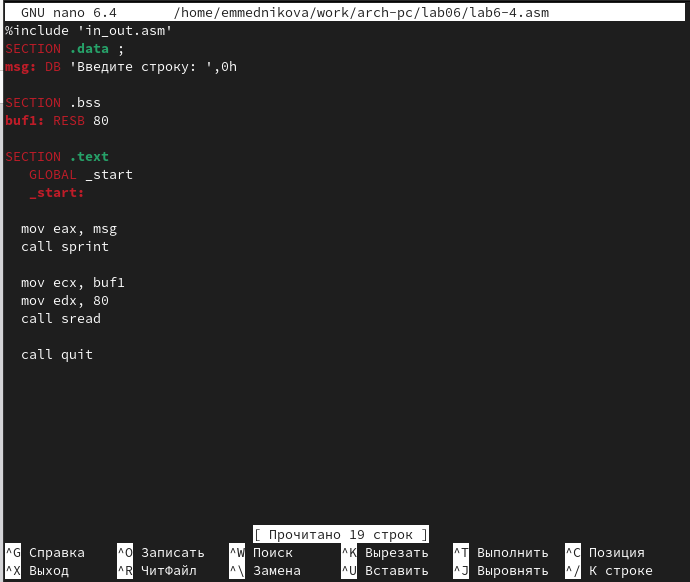 GNU nano 6.4 /home/emmednikova/work/arch-pc/lab06/lab6-4.asm
%include 'in_out.asm'
SECTION .data ;
msg: DB 'Введите строку: ',0h
SECTION .bss
buf1: RESB 80
SECTION .text
GLOBAL _start
_start:
mov eax, msg
call sprint
mov ecx, buf1
mov edx, 80
call sread
call quit
[ Прочитано 19 строк ]
^G Справка ^O Записать ^W Поиск ^K Вырезать ^T Выполнить ^C Позиция
^X Выход ^R ЧитФайл ^\ Замена ^U Вставить ^J Выровнять ^/ К строке